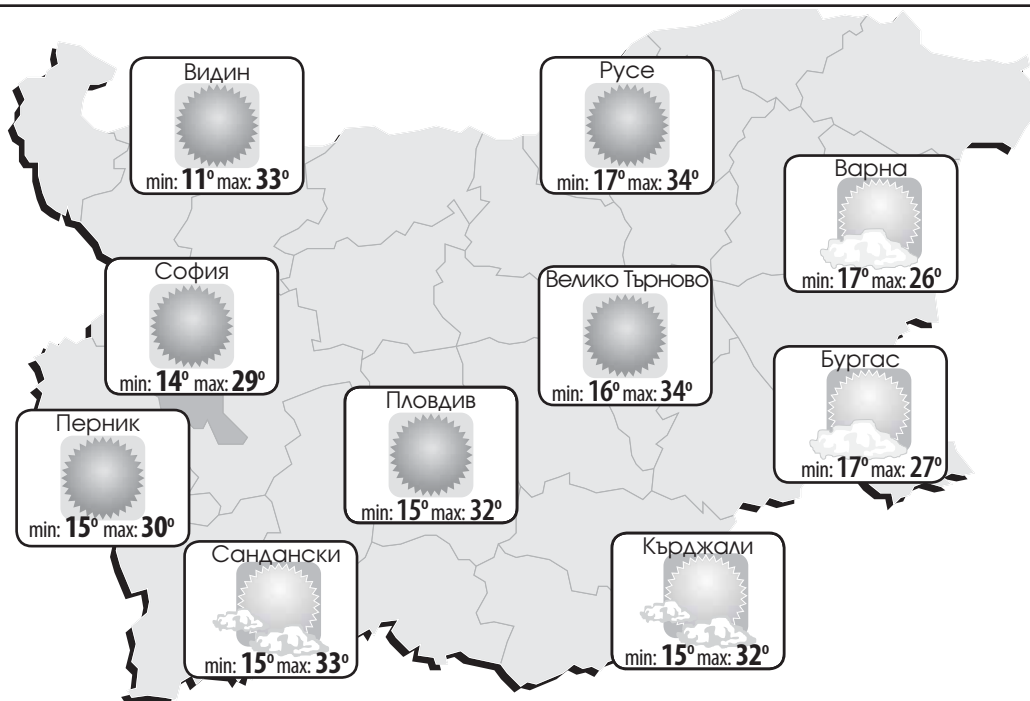 Видин
min: 11° max: 33°
Русе
min: 17° max: 34°
Варна
min: 17° max: 26°
София
min: 14° max: 29°
Велико Търново
min: 16° max: 34°
Бургас
min: 17° max: 27°
Пловдив
min: 15° max: 32°
Перник
min: 15° max: 30°
Сандански
min: 15° max: 33°
Кърджали
min: 15° max: 32°